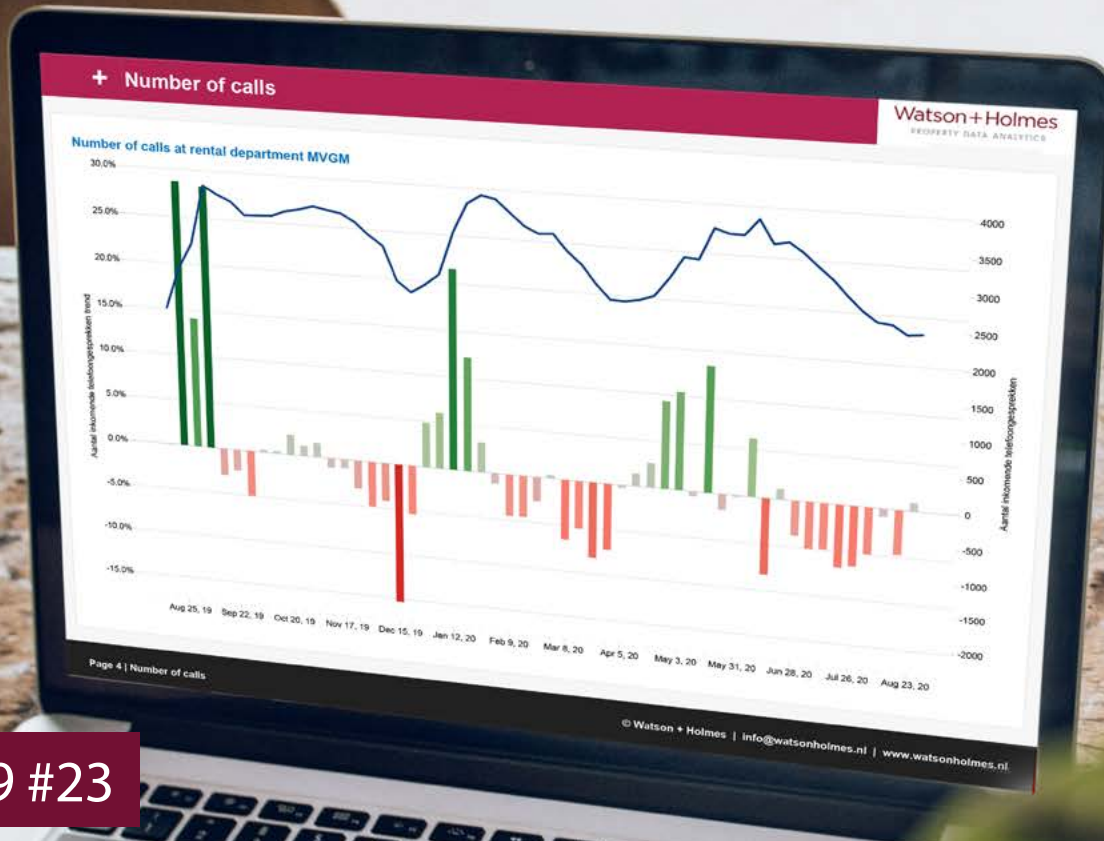 + Number of calls
Watson+Holmes
PROPERTY DATA ANALYTICS
Number of calls at rental department MVGM
30.0%
25.0%
20.0%
15.0%
10.0%
5.0%
0.0%
-5.0%
-10.0%
-15.0%
Aantal inkomende telefoongesprekken trend
4000
3500
3000
2500
2000
1500
1000
500
0
-500
-1000
-1500
-2000
Aantal inkomende telefoongesprekken
Aug 25, 19 Sep 22, 19 Oct 20, 19 Nov 17, 19 Dec 15, 19 Jan 12, 20 Feb 9, 20 Mar 8, 20 Apr 5, 20 May 3, 20 May 31, 20 Jun 28, 20 Jul 26, 20 Aug 23, 20
Page 4 | Number of calls
© Watson + Holmes | info@watsonholmes.nl | www.watsonholmes.nl
9 #23